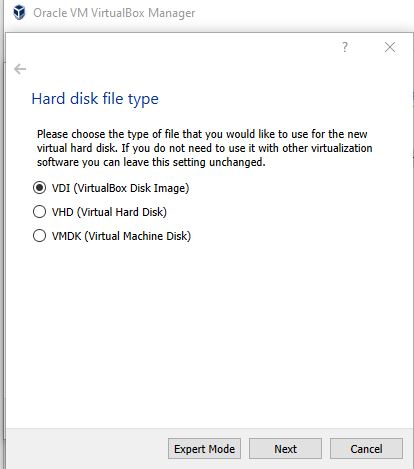 Oracle VM VirtualBox Manager
?
Hard disk file type
Please choose the type of file that you would like to use for the new
virtual hard disk. If you do not need to use it with other virtualization
software you can leave this setting unchanged.
VDI (VirtualBox Disk Image)
VHD (Virtual Hard Disk)
VMDK (Virtual Machine Disk)
Expert Mode Next Cancel